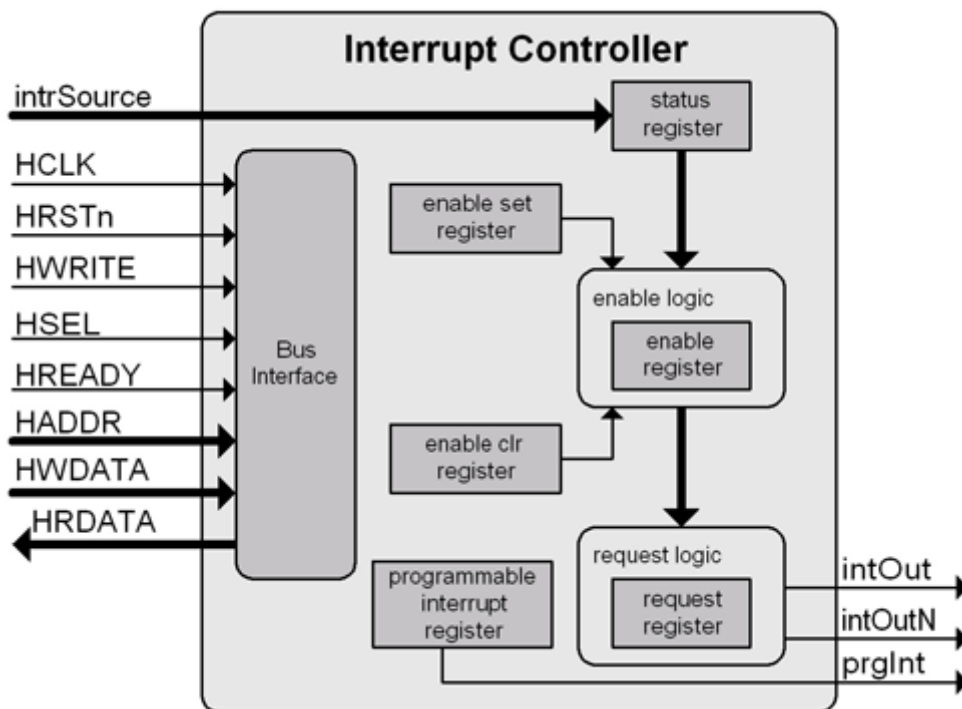 Interrupt Controller
intrSource
status
register
HCLK
enable set
register
HRSTn
HWRITE
enable logic
HSEL
enable
register
Bus
Interface
HREADY
HADDR
enable clr
register
HWDATA
HRDATA
request logic
programmable
interrupt
register
request
register
intOut
intOutN
prgInt